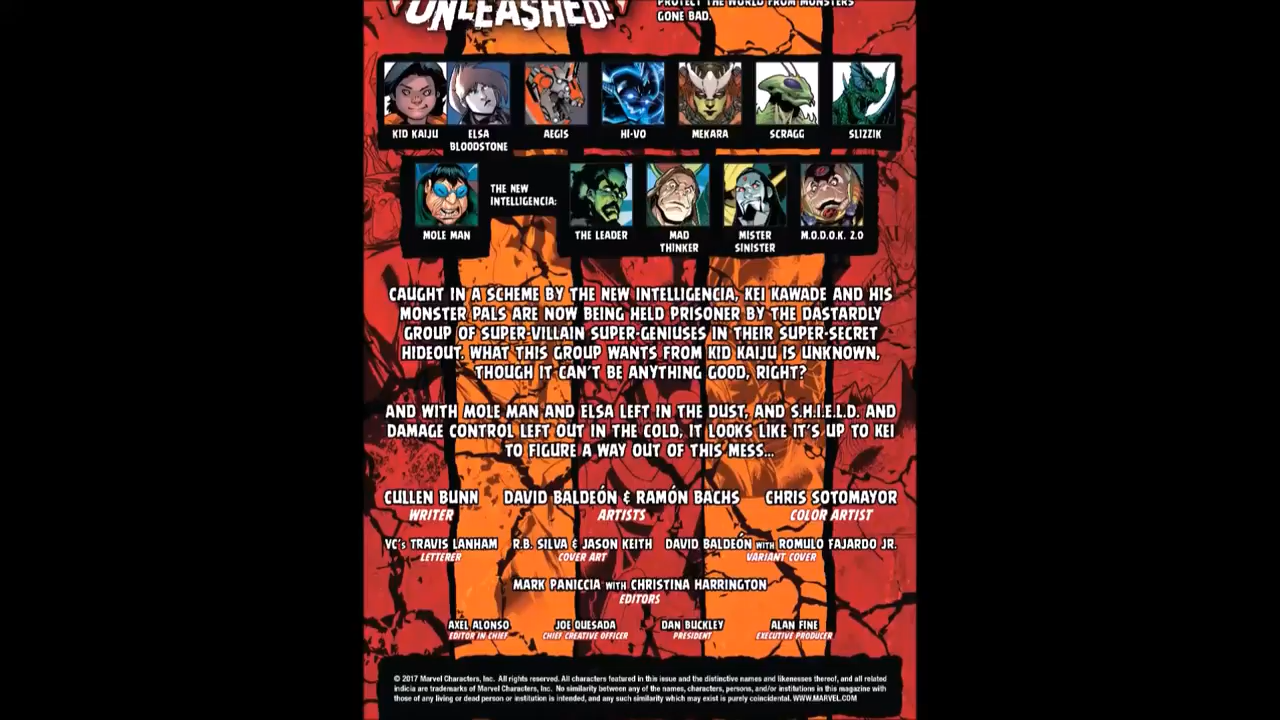 UNLEASHED!
PROTECT THE WORLD FROM MONSTERS
GONE BAD.
KID KAIJU
ELSA
BLOODSTONE
AEGIS
HI-VO
MEKARA
SCRAGG
SLIZZIK
MOLE MAN
THE NEW
INTELLIGENCIA:
THE LEADER
MAD
THINKER
MISTER
SINISTER
M.O.D.O.K. 2.0
CAUGHT IN A SCHEME BY THE NEW INTELLIGENCIA, KEI KAWADE AND HIS
MONSTER PALS ARE NOW BEING HELD PRISONER BY THE DASTARDLY
GROUP OF SUPER-VILLAIN SUPER-GENIUSES IN THEIR SUPER-SECRET
HIDEOUT. WHAT THIS GROUP WANTS FROM KID KAIJU IS UNKNOWN,
THOUGH IT CAN'T BE ANYTHING GOOD, RIGHT?
AND WITH MOLE MAN AND ELSA LEFT IN THE DUST, AND S.H.I.E.L.D. AND
DAMAGE CONTROL LEFT OUT IN THE COLD, IT LOOKS LIKE IT'S UP TO KEI
TO FIGURE A WAY OUT OF THIS MESS...
CULLEN BUNN
WRITER
DAVID BALDEÓN & RAMÓN BACHS
ARTISTS
CHRIS SOTOMAYOR
COLOR ARTIST
VC's TRAVIS LANHAM
LETTERER
R.B. SILVA & JASON KEITH
COVER ART
DAVID BALDEÓN WITH ROMULO FAJARDO JR.
VARIANT COVER
MARK PANICCIA WITH CHRISTINA HARRINGTON
EDITORS
AXEL ALONSO
EDITOR IN CHIEF
JOE QUESADA
CHIEF CREATIVE OFFICER
DAN BUCKLEY
PRESIDENT
ALAN FINE
EXECUTIVE PRODUCER
© 2017 Marvel Characters, Inc. All rights reserved. All characters featured in this issue and the distinctive names and likenesses thereof, and all related
indicia are trademarks of Marvel Characters, Inc. No similarity between any of the names, characters, persons, and/or institutions in this magazine with
those of any living or dead person or institution is intended, and any such similarity which may exist is purely coincidental. WWW.MARVEL.COM